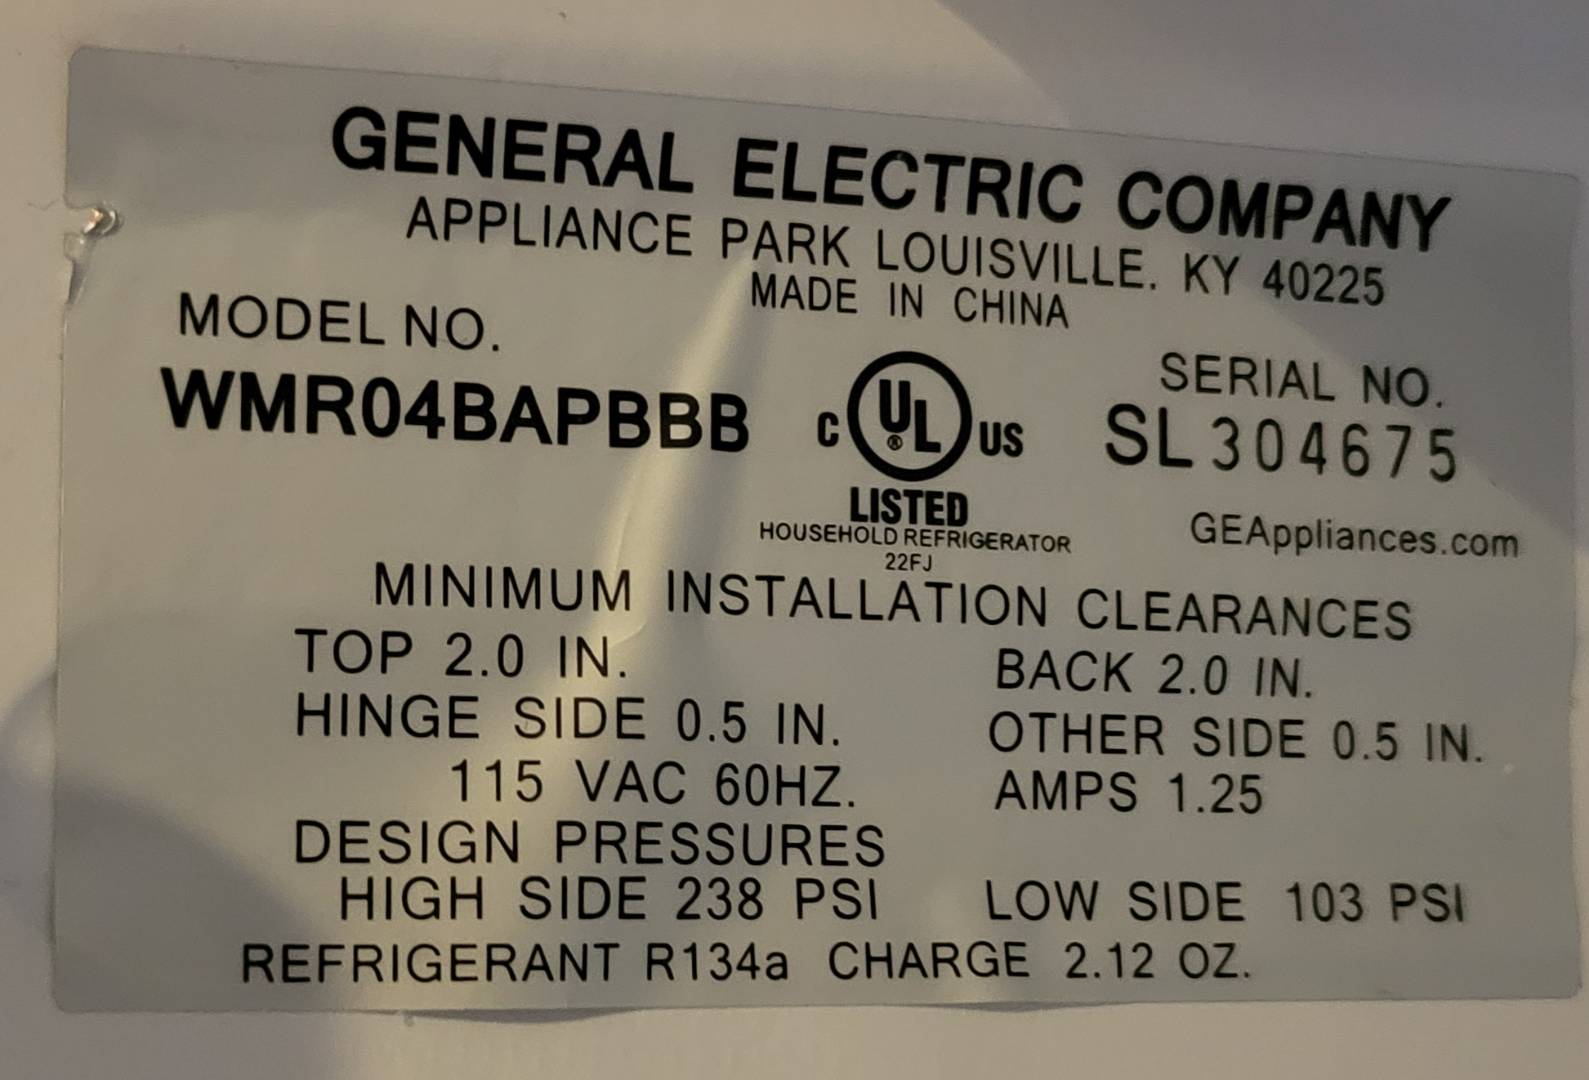 GENERAL ELECTRIC COMPANY
APPLIANCE PARK LOUISVILLE. KY 40225
MADE IN CHINA
MODEL NO.
WMR04BAPBBB
C UL ® US
LISTED
HOUSEHOLD REFRIGERATOR
22FJ
SERIAL NO.
SL304675
GEAppliances.com
MINIMUM INSTALLATION CLEARANCES
TOP 2.0 IN. BACK 2.0 IN.
HINGE SIDE 0.5 IN. OTHER SIDE 0.5 IN.
115 VAC 60HZ. AMPS 1.25
DESIGN PRESSURES
HIGH SIDE 238 PSI LOW SIDE 103 PSI
REFRIGERANT R134a CHARGE 2.12 OZ.